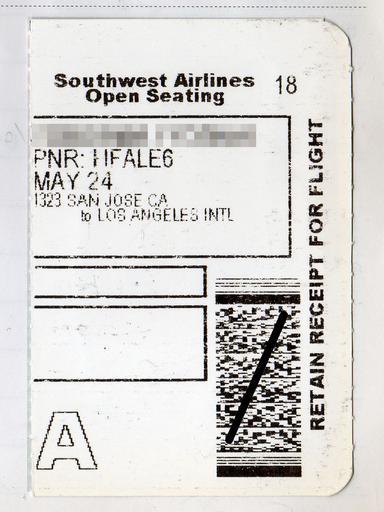 Southwest Airlines
Open Seating
18
PNR: HFALE6
MAY 24
1323 SAN JOSE CA
to LOS ANGELES INTL
A
RETAIN RECEIPT FOR FLIGHT